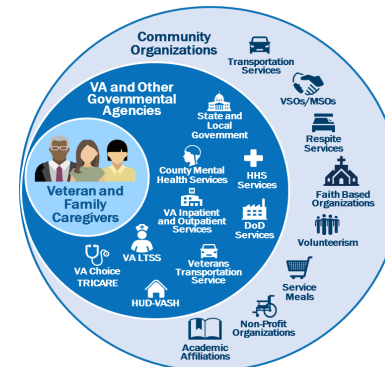 Community
Organizations
Transportation
Services
VSOs/MSOs
Respite
Services
Faith Based
Organizations
Volunteerism
Service
Meals
Non-Profit
Organizations
Academic
Affiliations
VA and Other
Governmental
Agencies
State and
Local
Government
County Mental
Health Services
HHS
Services
VA Inpatient
and Outpatient
Services
DoD
Services
VA LTSS
Veterans
Transportation
Service
VA Choice
TRICARE
HUD-VASH
Veteran and
Family
Caregivers